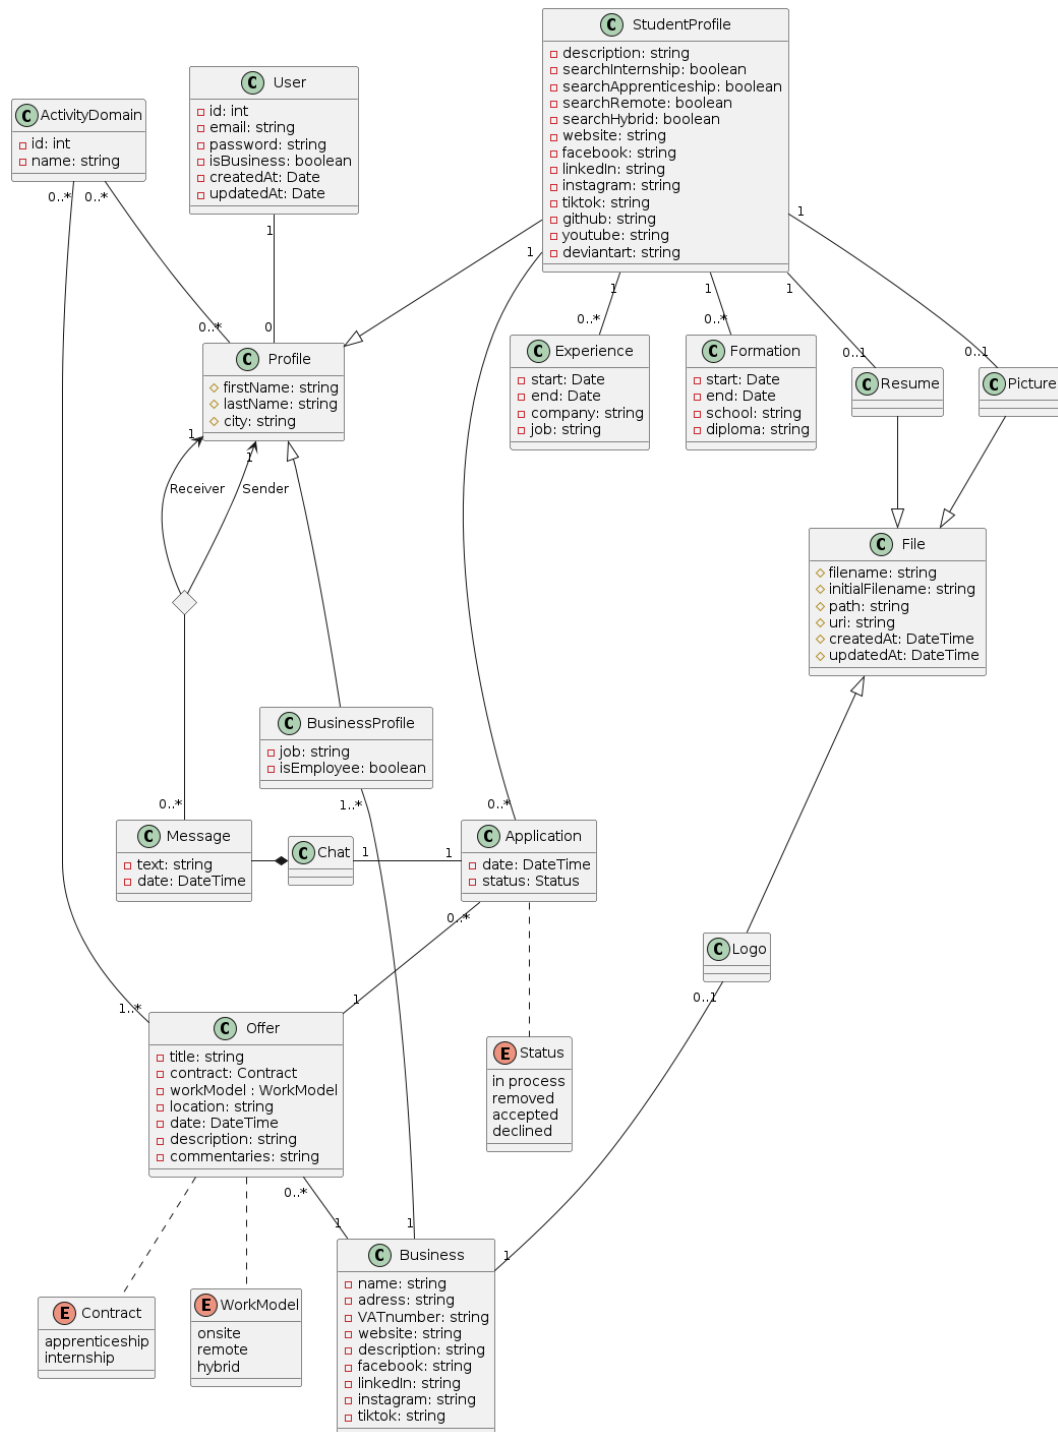 C StudentProfile
description: string
searchInternship: boolean
searchApprenticeship: boolean
searchRemote: boolean
searchHybrid: boolean
website: string
facebook: string
linkedIn: string
instagram: string
tiktok: string
github: string
youtube: string
deviantart: string
C User
id: int
email: string
password: string
isBusiness: boolean
createdAt: Date
updatedAt: Date
C ActivityDomain
id: int
name: string
0..* 0..*
1
1
1
1 1 1
0..* 0
0..* 0..* 0..1 0..1
C Profile
firstName: string
lastName: string
city: string
C Experience
start: Date
end: Date
company: string
job: string
C Formation
start: Date
end: Date
school: string
diploma: string
C Resume
C Picture
1
1
Receiver Sender
C File
filename: string
initialFilename: string
path: string
uri: string
createdAt: DateTime
updatedAt: DateTime
C BusinessProfile
job: string
isEmployee: boolean
0..* 1..* 0..*
C Message
text: string
date: DateTime
C Chat
1 1
C Application
date: DateTime
status: Status
0..*
C Logo
0..1
1..* 1
C Offer
title: string
contract: Contract
workModel : WorkModel
location: string
date: DateTime
description: string
commentaries: string
E Status
in process
removed
accepted
declined
0..*
1 1 1
E Contract
apprenticeship
internship
E WorkModel
onsite
remote
hybrid
C Business
name: string
adress: string
VATnumber: string
website: string
description: string
facebook: string
linkedIn: string
instagram: string
tiktok: string